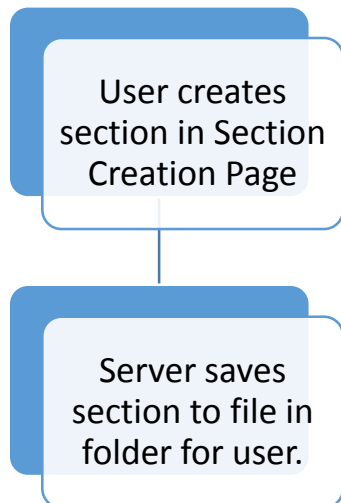 User creates
section in Section
Creation Page
Server saves
section to file in
folder for user.